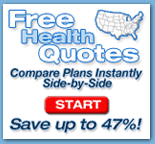 Free
Health
Quotes
Compare Plans Instantly
Side-by-Side
START
Save up to 47%!